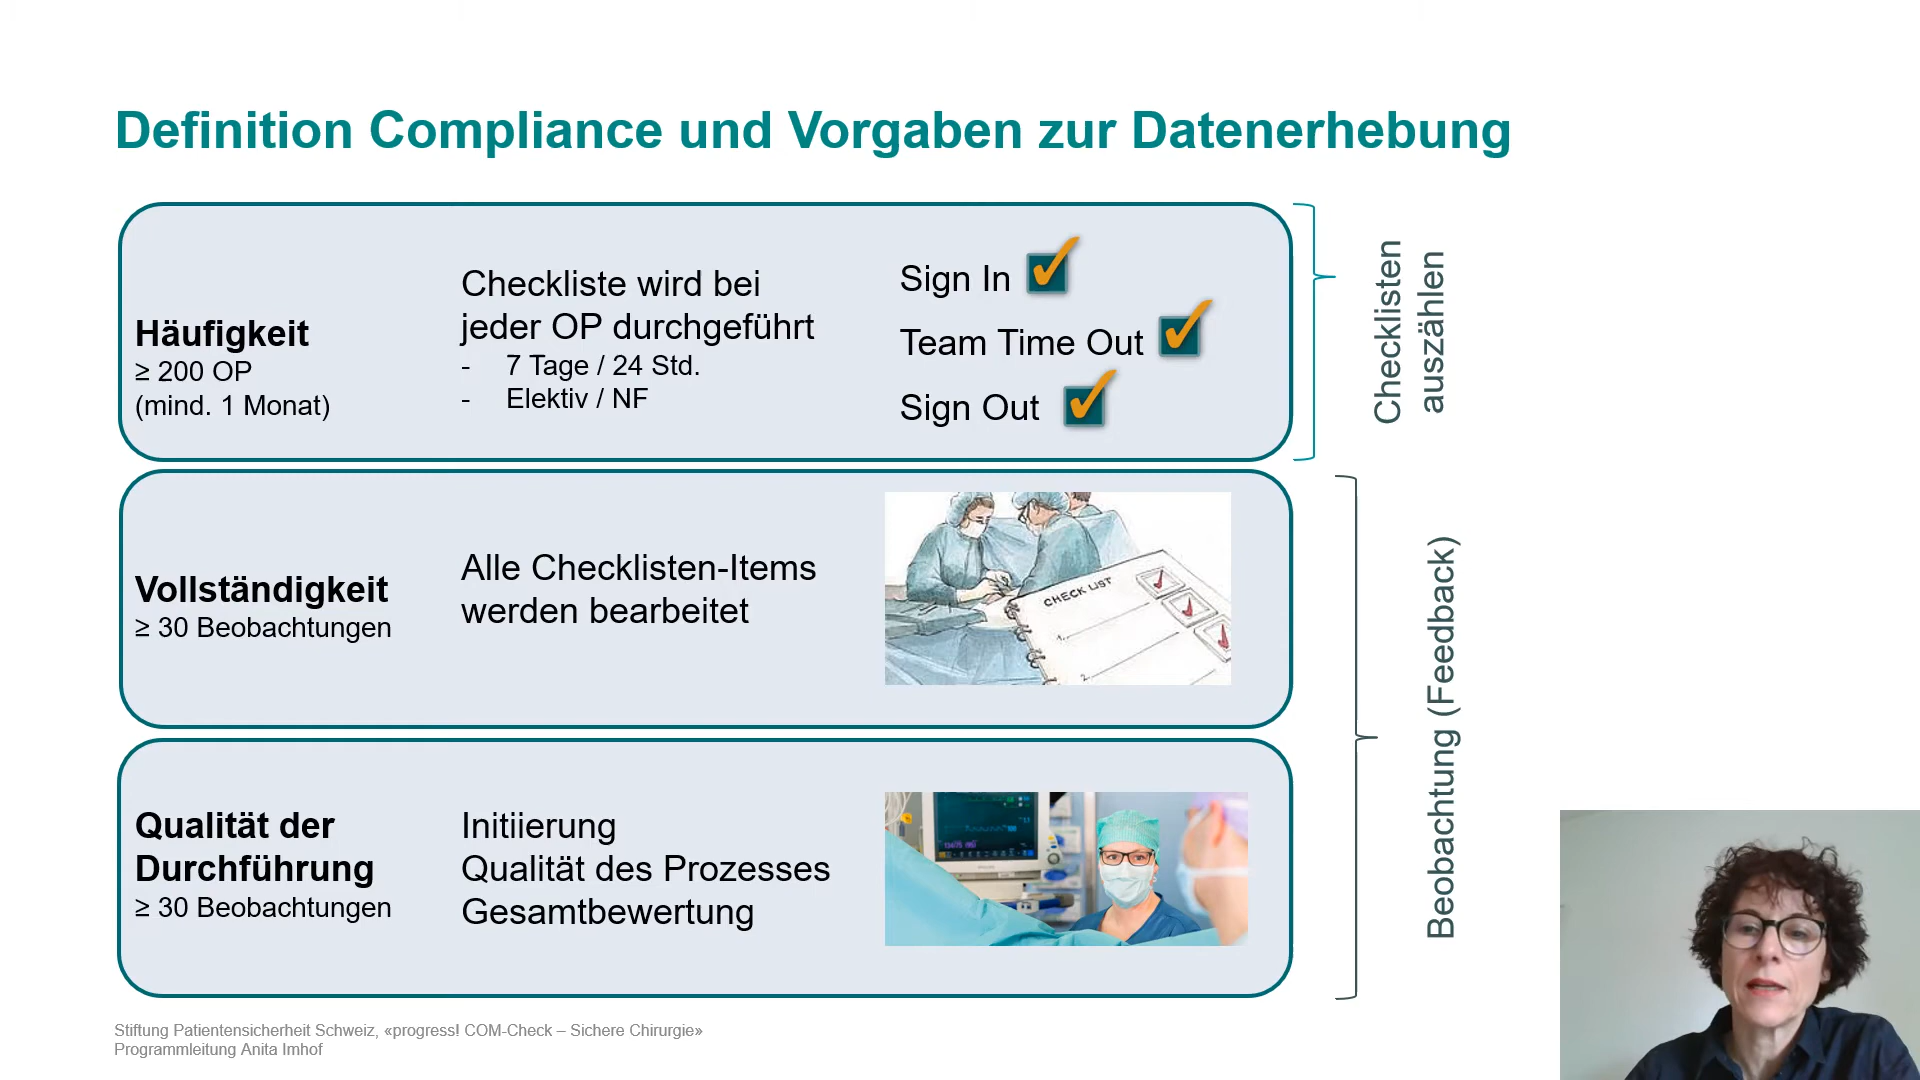 Definition Compliance und Vorgaben zur Datenerhebung
Häufigkeit
≥ 200 OP
(mind. 1 Monat)
Checkliste wird bei
jeder OP durchgeführt
- 7 Tage / 24 Std.
- Elektiv / NF
Sign In
Team Time Out
Sign Out
Checklisten
auszählen
Vollständigkeit
≥ 30 Beobachtungen
Alle Checklisten-Items
werden bearbeitet
CHECK LIST
1.
2.
Qualität der
Durchführung
≥ 30 Beobachtungen
Initiierung
Qualität des Prozesses
Gesamtbewertung
Beobachtung (Feedback)
Stiftung Patientensicherheit Schweiz, «progress! COM-Check – Sichere Chirurgie»
Programmleitung Anita Imhof